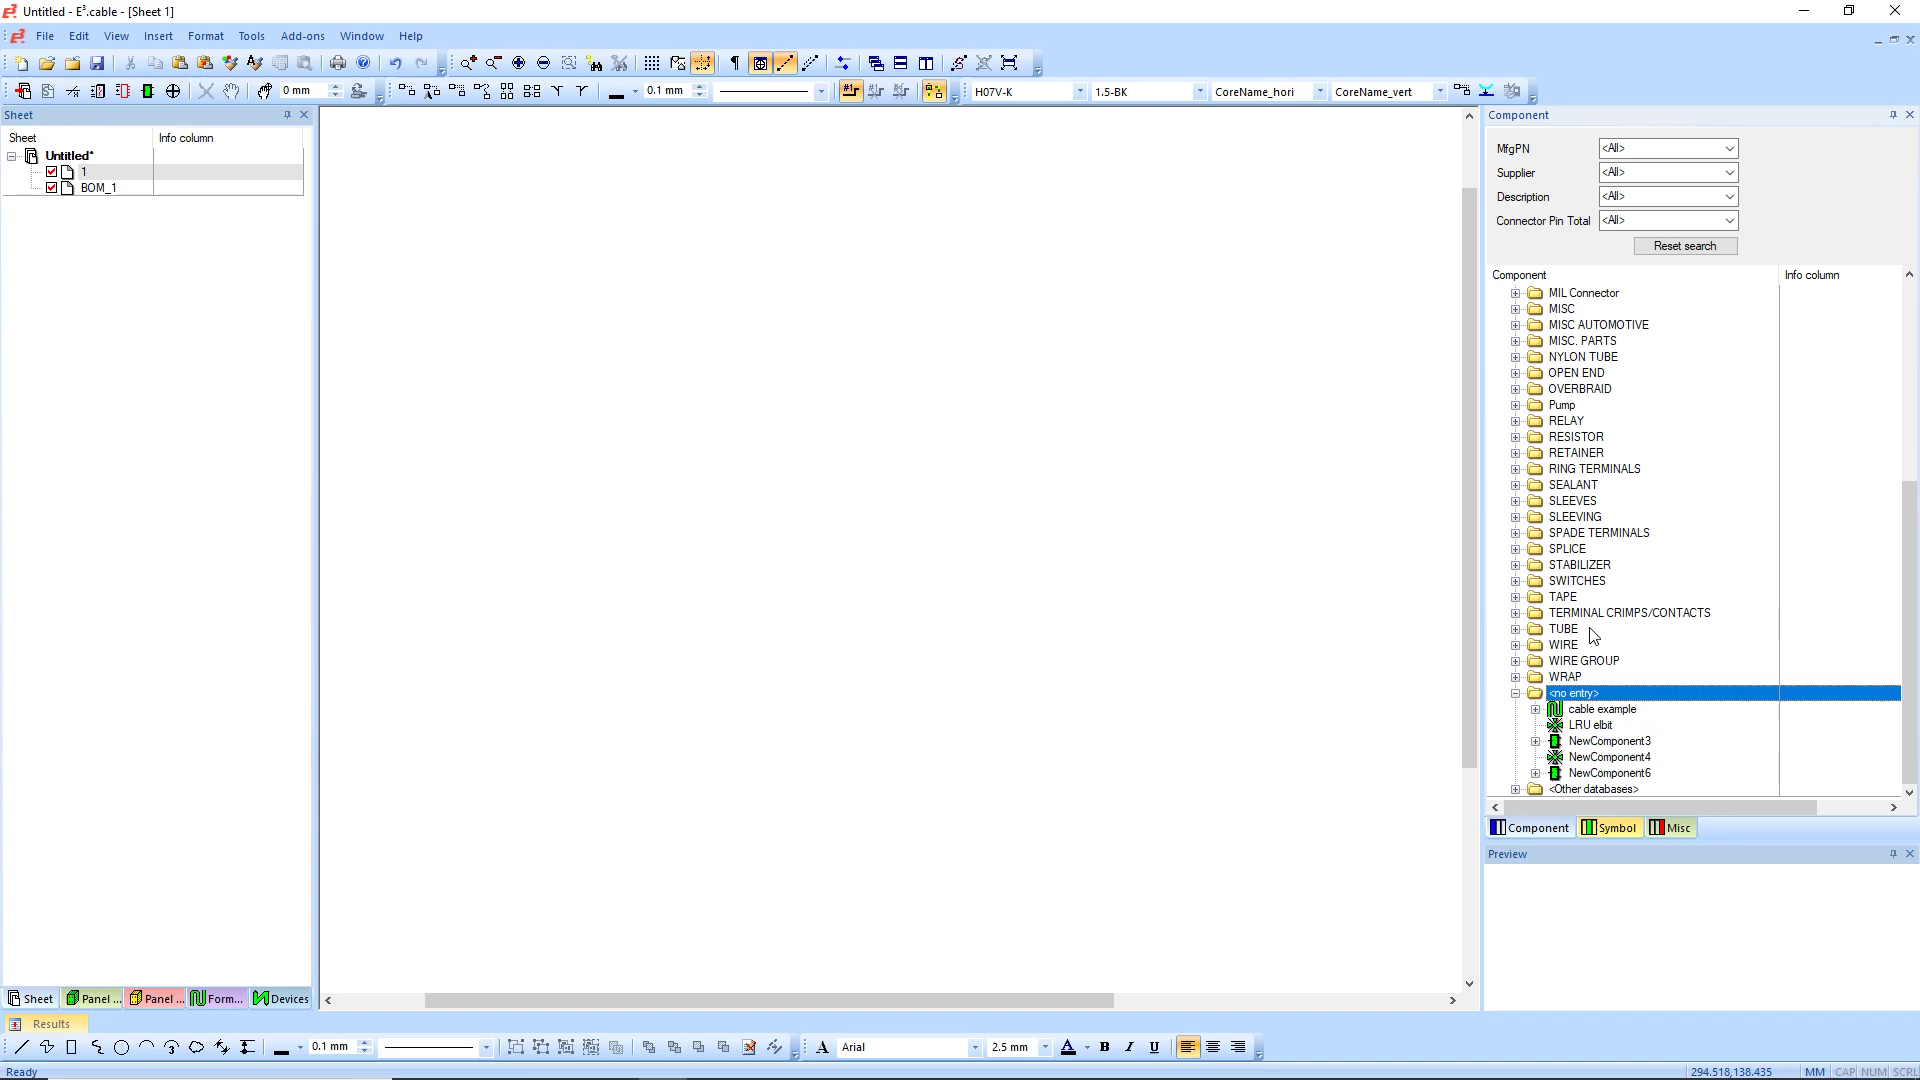 Untitled - E³.cable - [Sheet 1]
File Edit View Insert Format Tools Add-ons Window Help
0 mm 0.1 mm H07V-K 1.5-BK CoreName_hori CoreName_vert
Sheet
Sheet Info column
Untitled*
1
BOM_1
Component
MfgPN <All>
Supplier <All>
Description <All>
Connector Pin Total <All>
Reset search
Component Info column
MIL Connector
MISC
MISC AUTOMOTIVE
MISC. PARTS
NYLON TUBE
OPEN END
OVERBRAID
Pump
RELAY
RESISTOR
RETAINER
RING TERMINALS
SEALANT
SLEEVES
SLEEVING
SPADE TERMINALS
SPLICE
STABILIZER
SWITCHES
TAPE
TERMINAL CRIMPS/CONTACTS
TUBE
WIRE
WIRE GROUP
WRAP
<no entry>
cable example
LRU elbit
NewComponent3
NewComponent4
NewComponent6
<Other databases>
Component Symbol Misc
Preview
Sheet Panel ... Panel ... Form... Devices
Results
0.1 mm Arial 2.5 mm A B I U
Ready 294.518,138.435 MM CAP NUM SCRL